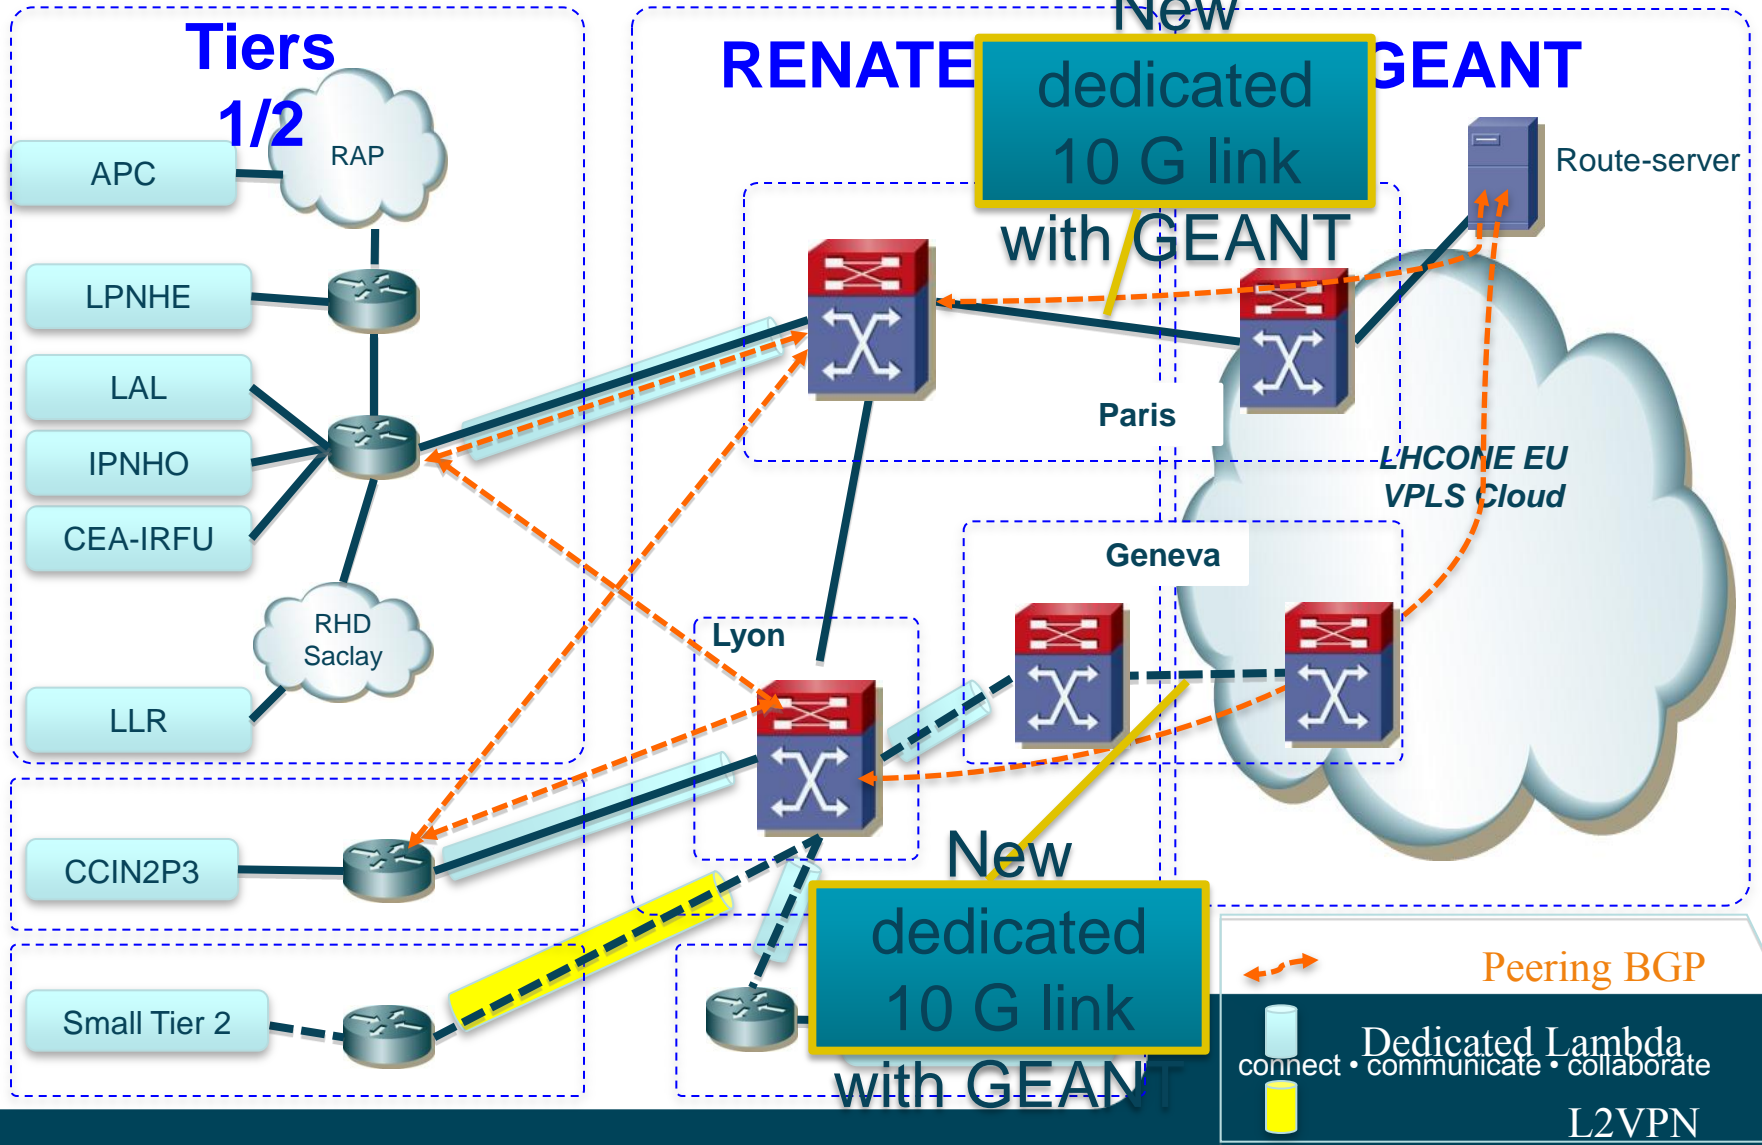 Tiers
1/2
RENATE
GEANT
New
dedicated
10 G link
with GEANT
Route-server
RAP
APC
LPNHE
LAL
IPNHO
CEA-IRFU
RHD
Saclay
LLR
CCIN2P3
Small Tier 2
Paris
LHCONE EU
VPLS Cloud
Geneva
Lyon
New
dedicated
10 G link
with GEANT
Peering BGP
Dedicated Lambda
connect • communicate • collaborate
L2VPN